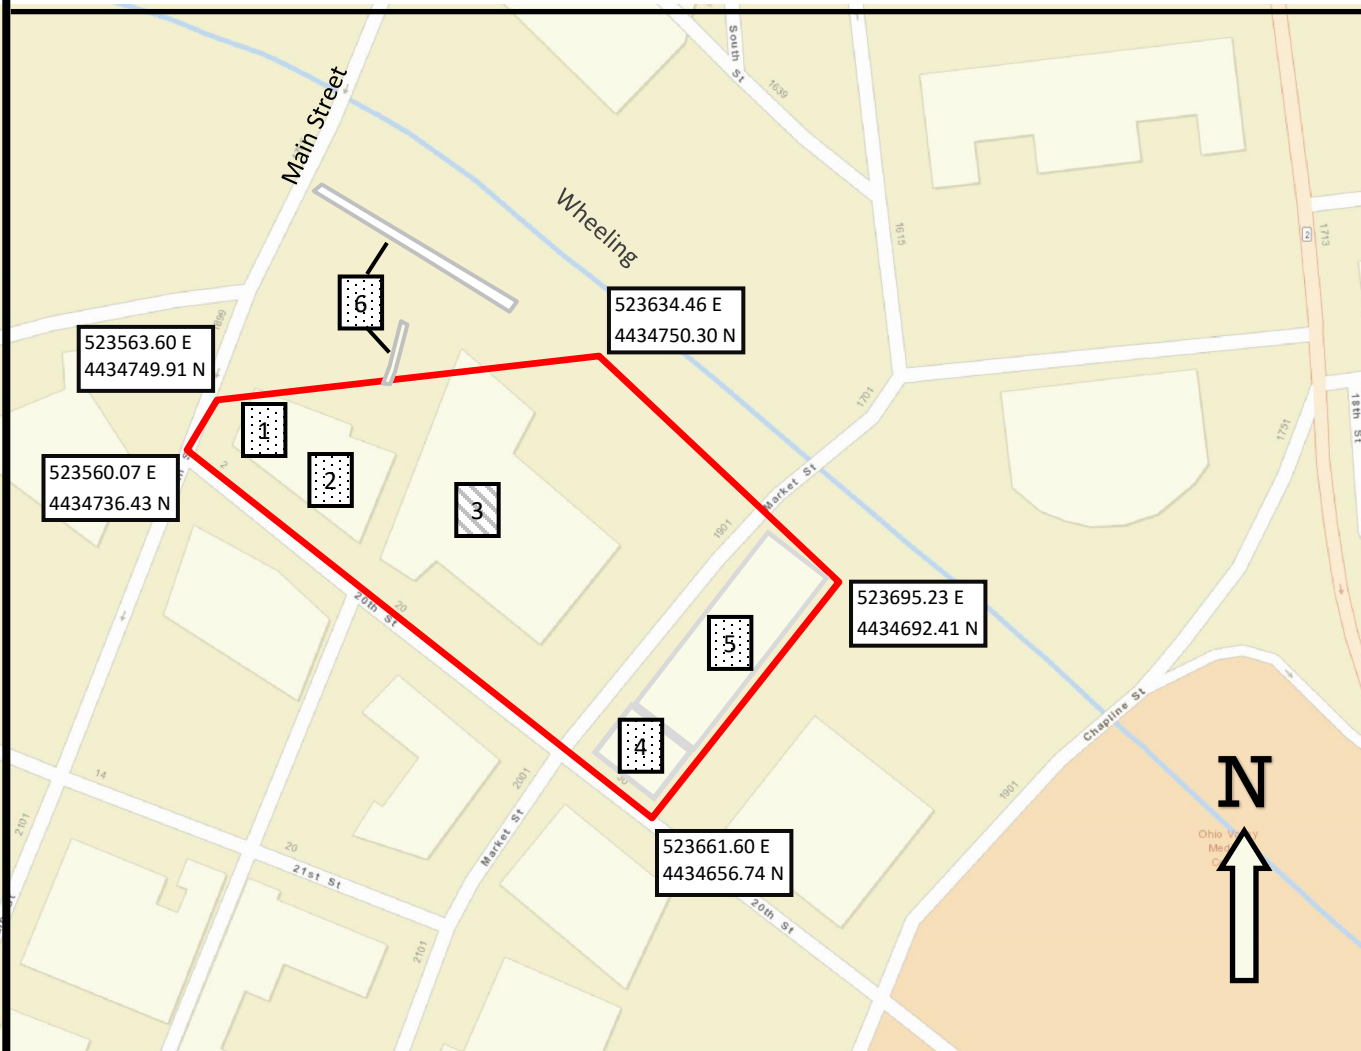 South St
1639
Main Street
Wheeling
1615
2
1713
6
1899
523634.46 E
4434750.30 N
523563.60 E
4434749.91 N
1701
1751
18th St
1
2
523560.07 E
4434736.43 N
2
3
Market St
1901
20
20th St
523695.23 E
4434692.41 N
5
4
30
Chapline St
14
2001
1901
N
2101
20
21st St
Market St
523661.60 E
4434656.74 N
20th St
2101